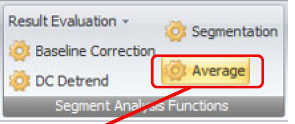 Result Evaluation
Segmentation
Baseline Correction
Average
DC Detrend
Segment Analysis Functions